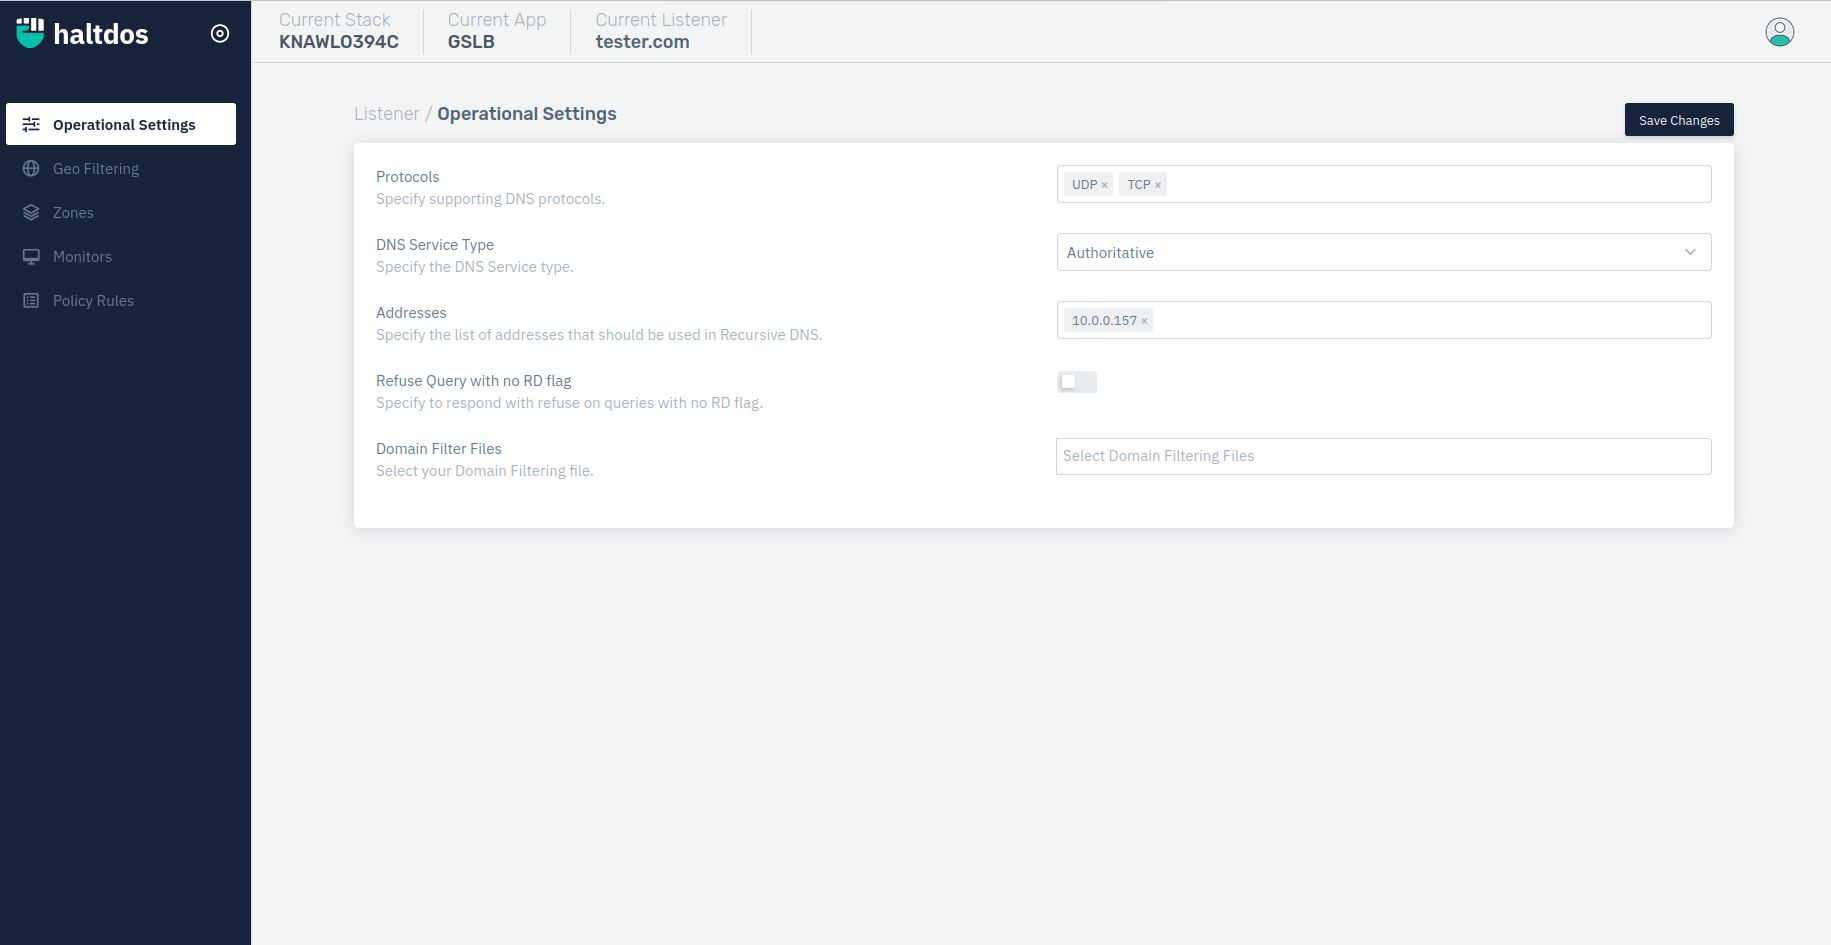 haltdos
Current Stack
KNAWLO394C
Current App
GSLB
Current Listener
tester.com
Operational Settings
Geo Filtering
Zones
Monitors
Policy Rules
Listener / Operational Settings
Save Changes
Protocols
Specify supporting DNS protocols.
UDP × TCP ×
DNS Service Type
Specify the DNS Service type.
Authoritative
Addresses
Specify the list of addresses that should be used in Recursive DNS.
10.0.0.157 ×
Refuse Query with no RD flag
Specify to respond with refuse on queries with no RD flag.
Domain Filter Files
Select your Domain Filtering file.
Select Domain Filtering Files